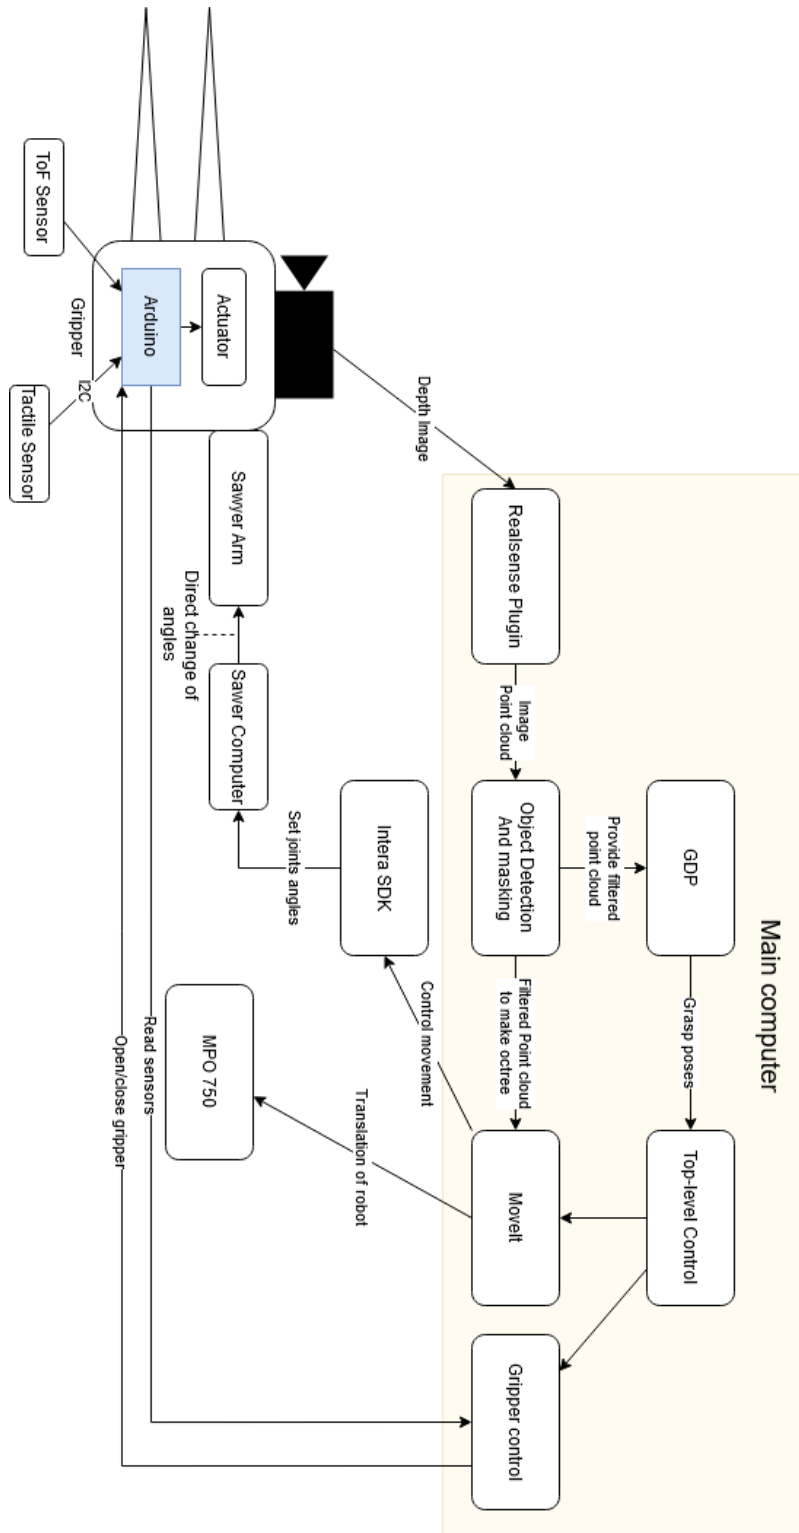 Main computer
GDP
Grasp poses
Top-level Control
Provide filtered
point cloud
Realsense Plugin
Image
Point cloud
Object Detection
And masking
Filtered Point cloud
to make octree
MoveIt
Gripper control
Depth Image
Intera SDK
Control movement
Translation of robot
Set joints angles
Sawyer Arm
Sawer Computer
Direct change of
angles
MPO 750
Actuator
Arduino
Read sensors
Open/close gripper
Gripper
I2C
ToF Sensor
Tactile Sensor